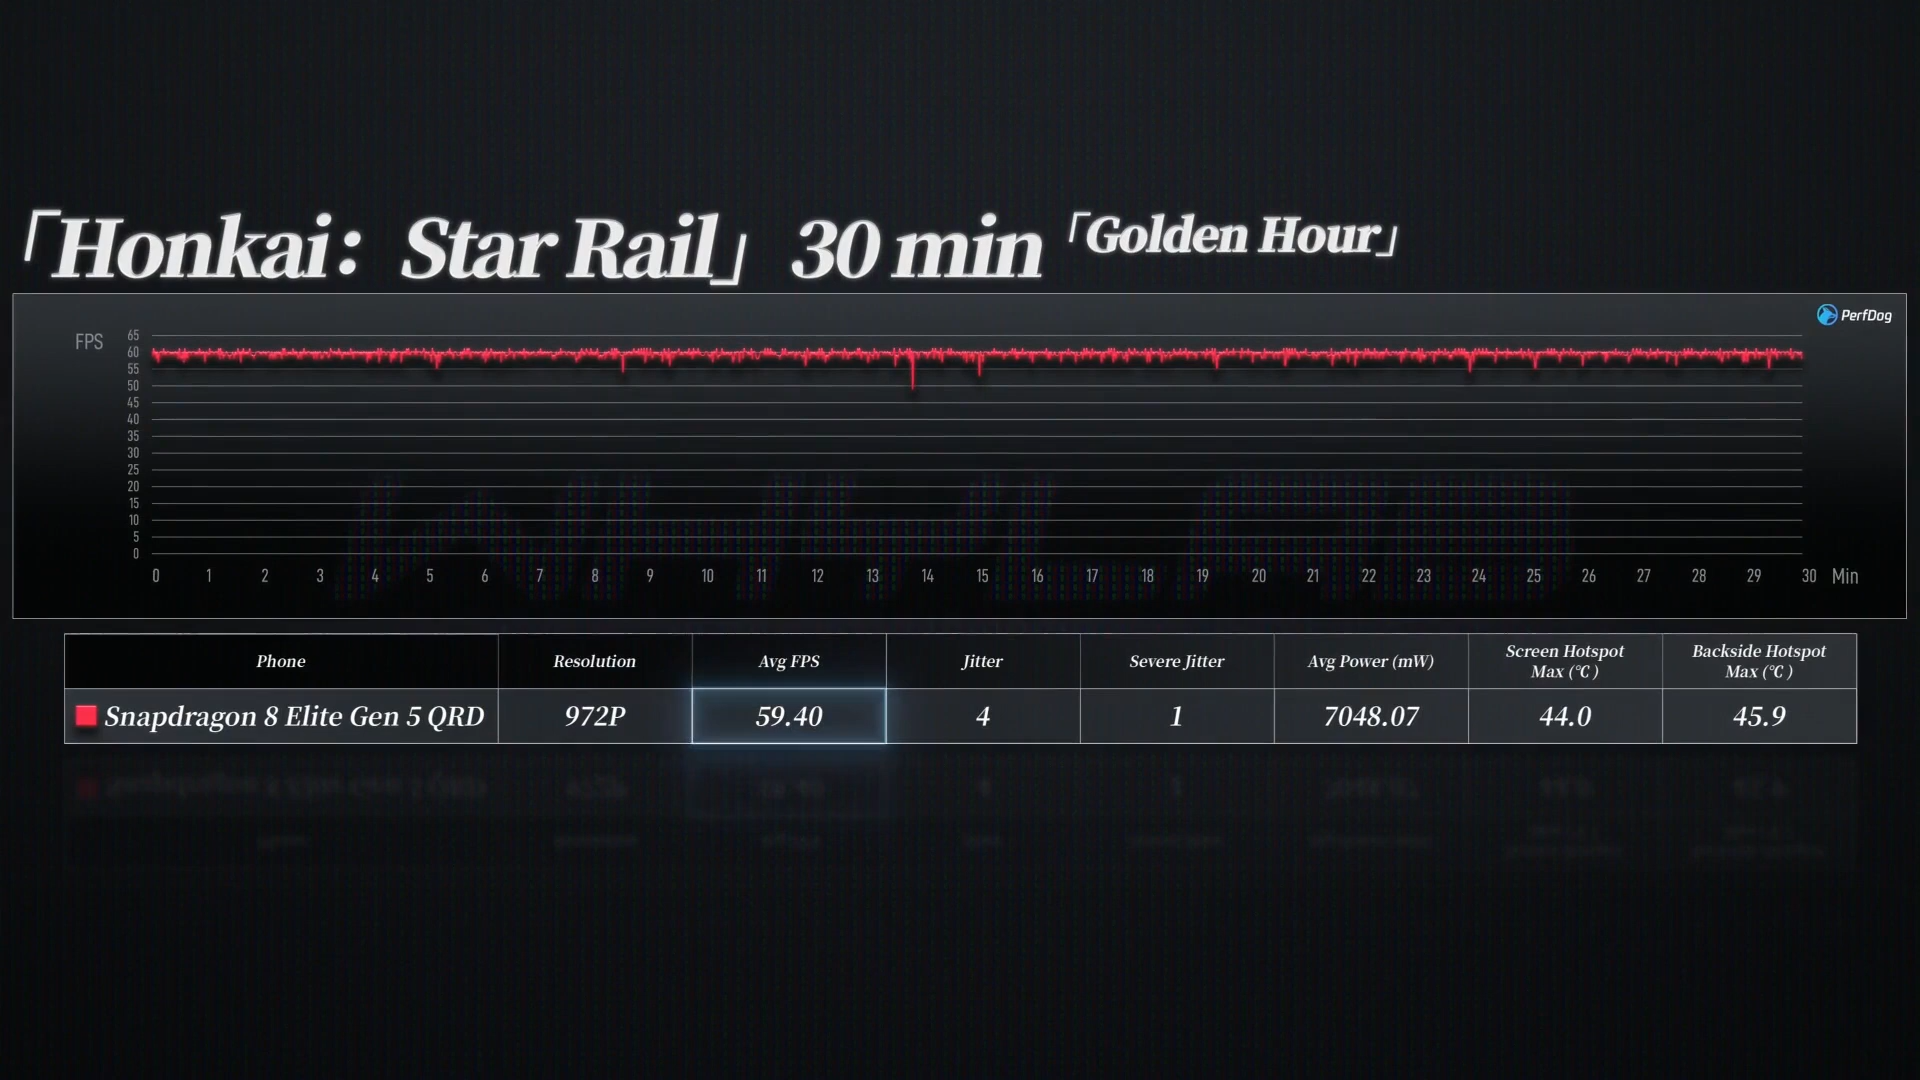 「Honkai: Star Rail」 30 min 「Golden Hour」
PerfDog
FPS
65
60
55
50
45
40
35
30
25
20
15
10
5
0
0 1 2 3 4 5 6 7 8 9 10 11 12 13 14 15 16 17 18 19 20 21 22 23 24 25 26 27 28 29 30 Min
Phone Resolution Avg FPS Jitter Severe Jitter Avg Power (mW) Screen Hotspot Max (℃) Backside Hotspot Max (℃)
Snapdragon 8 Elite Gen 5 QRD 972P 59.40 4 1 7048.07 44.0 45.9